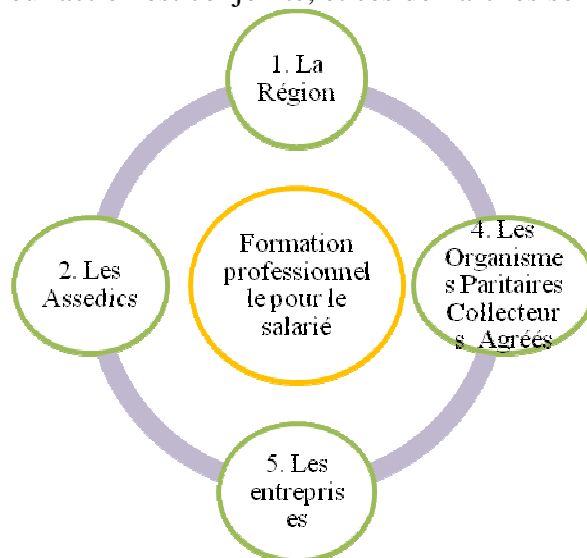 1. La
Région
2. Les
Assedics
Formation
professionnel
le pour le
salarié
4. Les
Organisme
s Paritaires
Collecteur
s Agréés
5. Les
entrepris
es